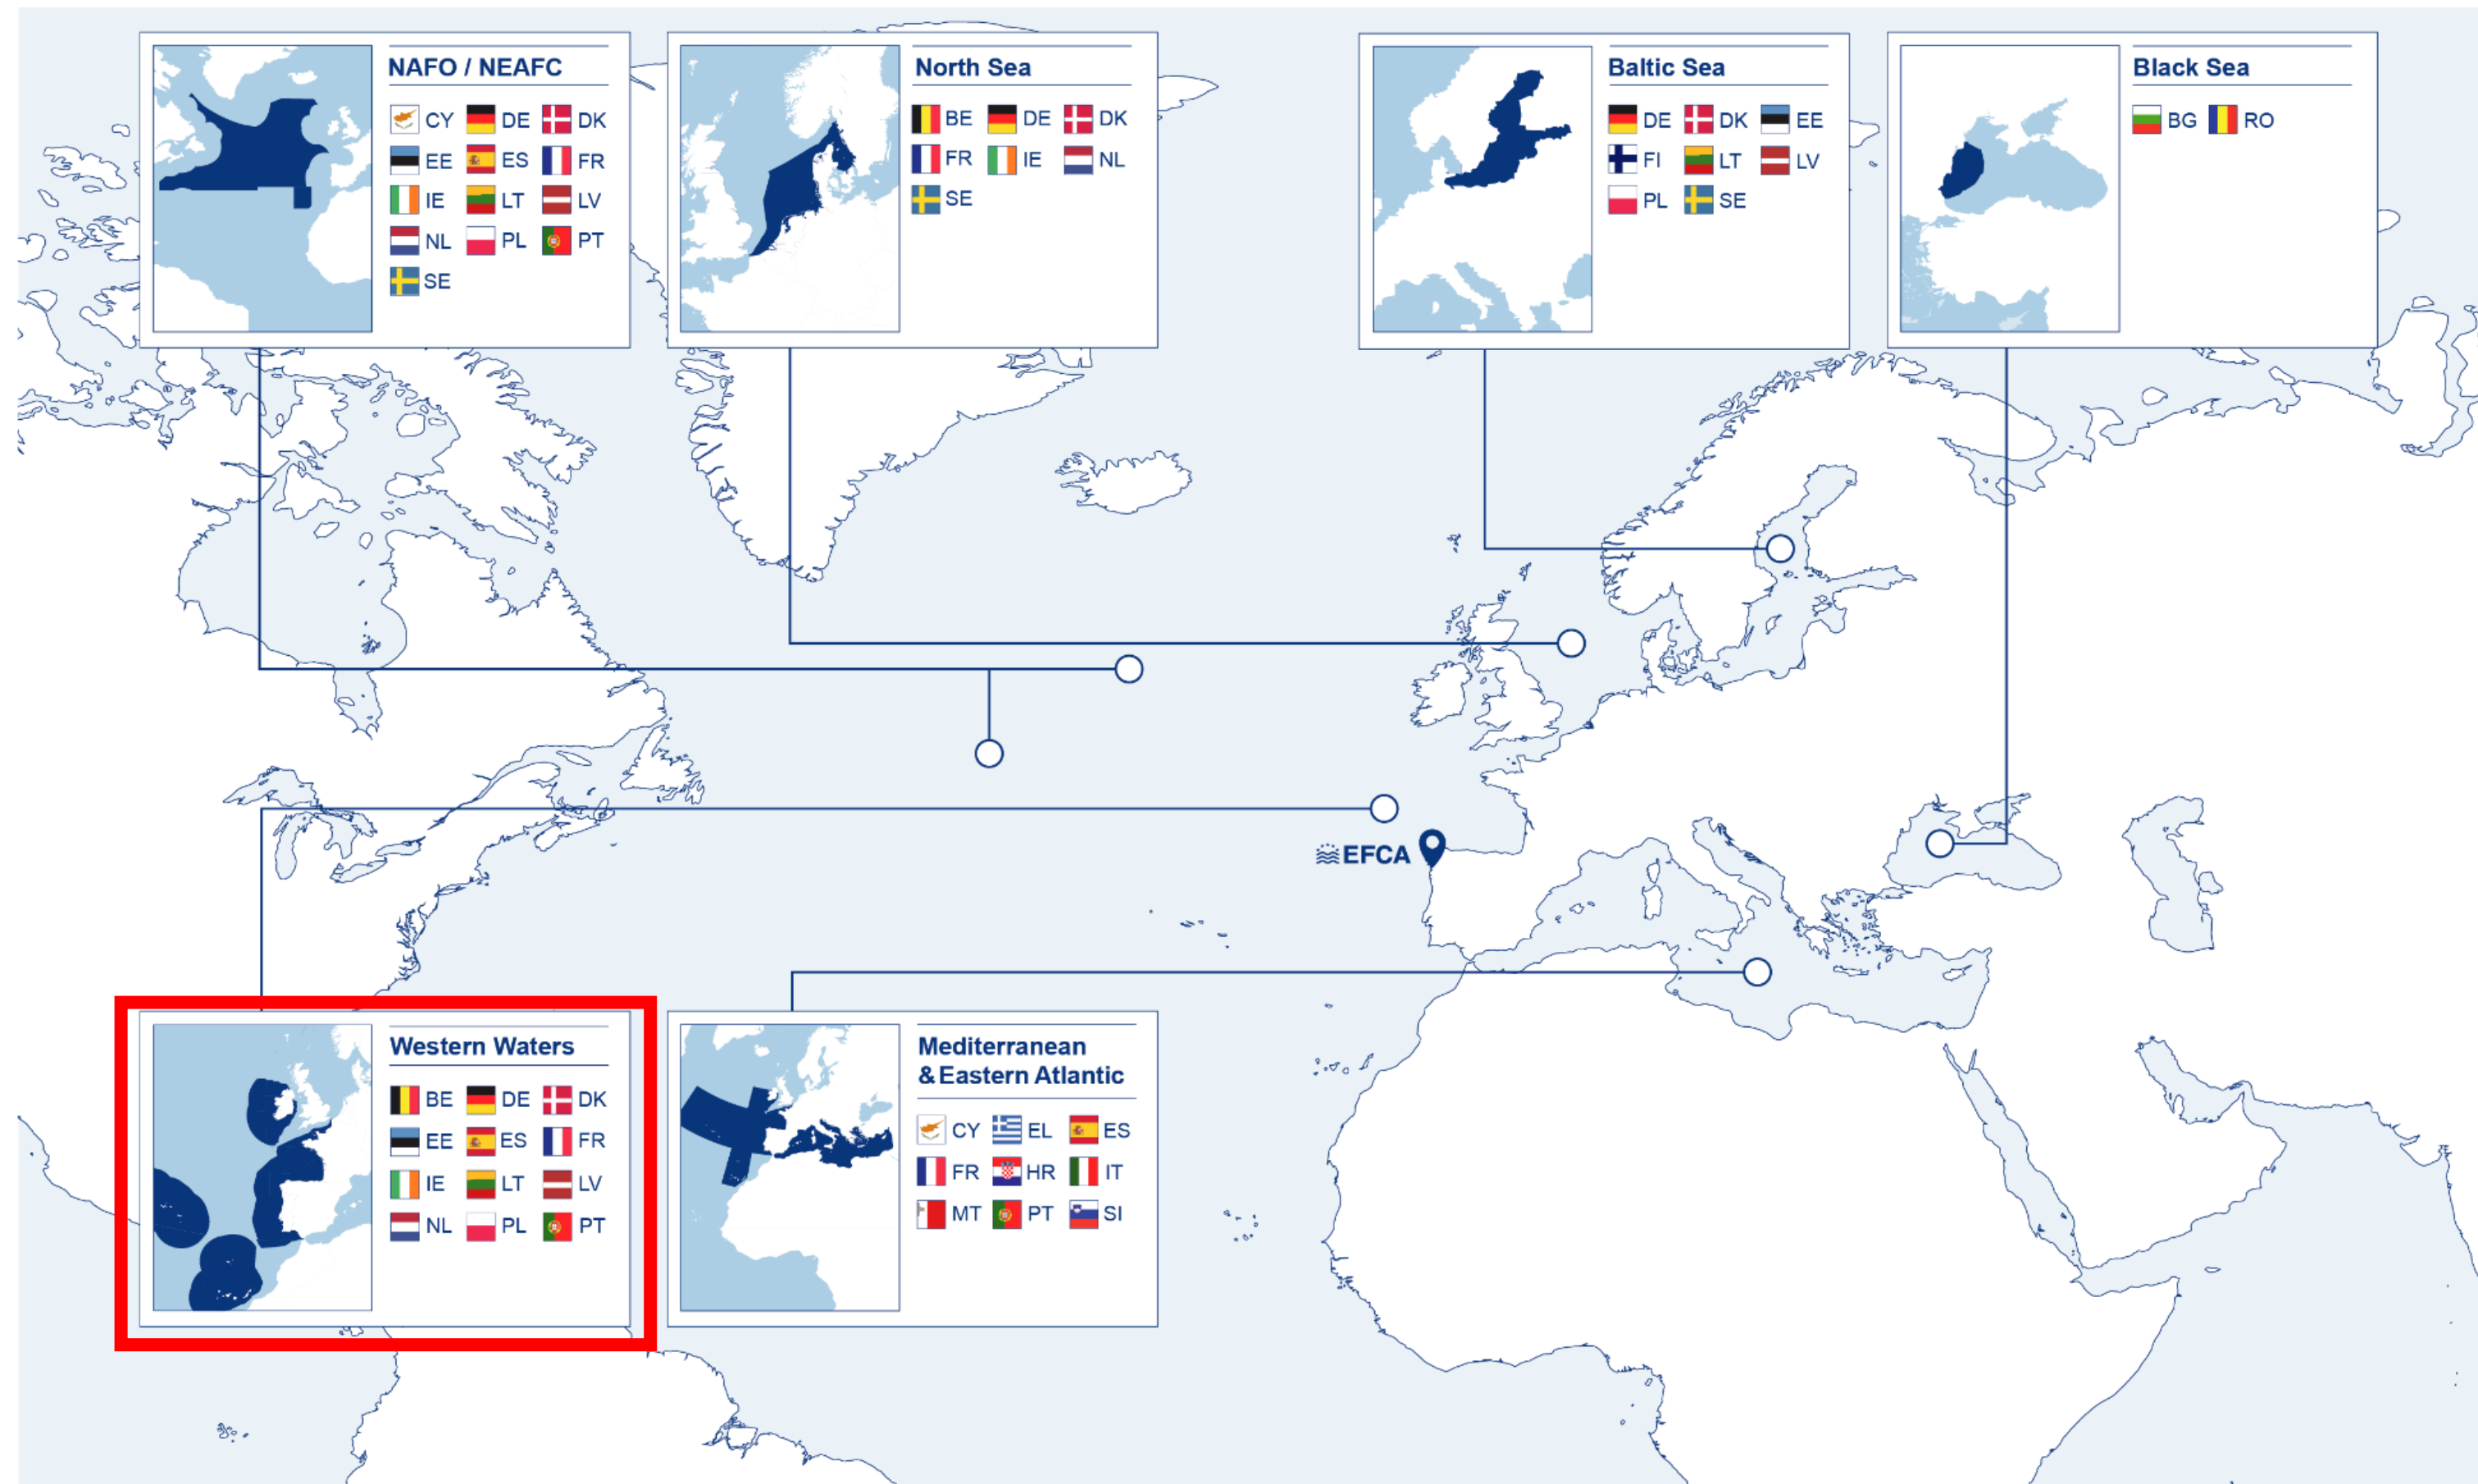 NAFO / NEAFC
CY DE DK
EE ES FR
IE LT LV
NL PL PT
SE
North Sea
BE DE DK
FR IE NL
SE
Baltic Sea
DE DK EE
FI LT LV
PL SE
Black Sea
BG RO
EFCA
Western Waters
BE DE DK
EE ES FR
IE LT LV
NL PL PT
Mediterranean
& Eastern Atlantic
CY EL ES
FR HR IT
MT PT SI